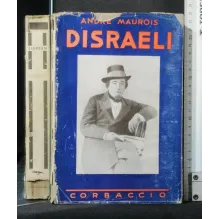 ANDRÉ MAUROIS
DISRAELI
CORBACCIO